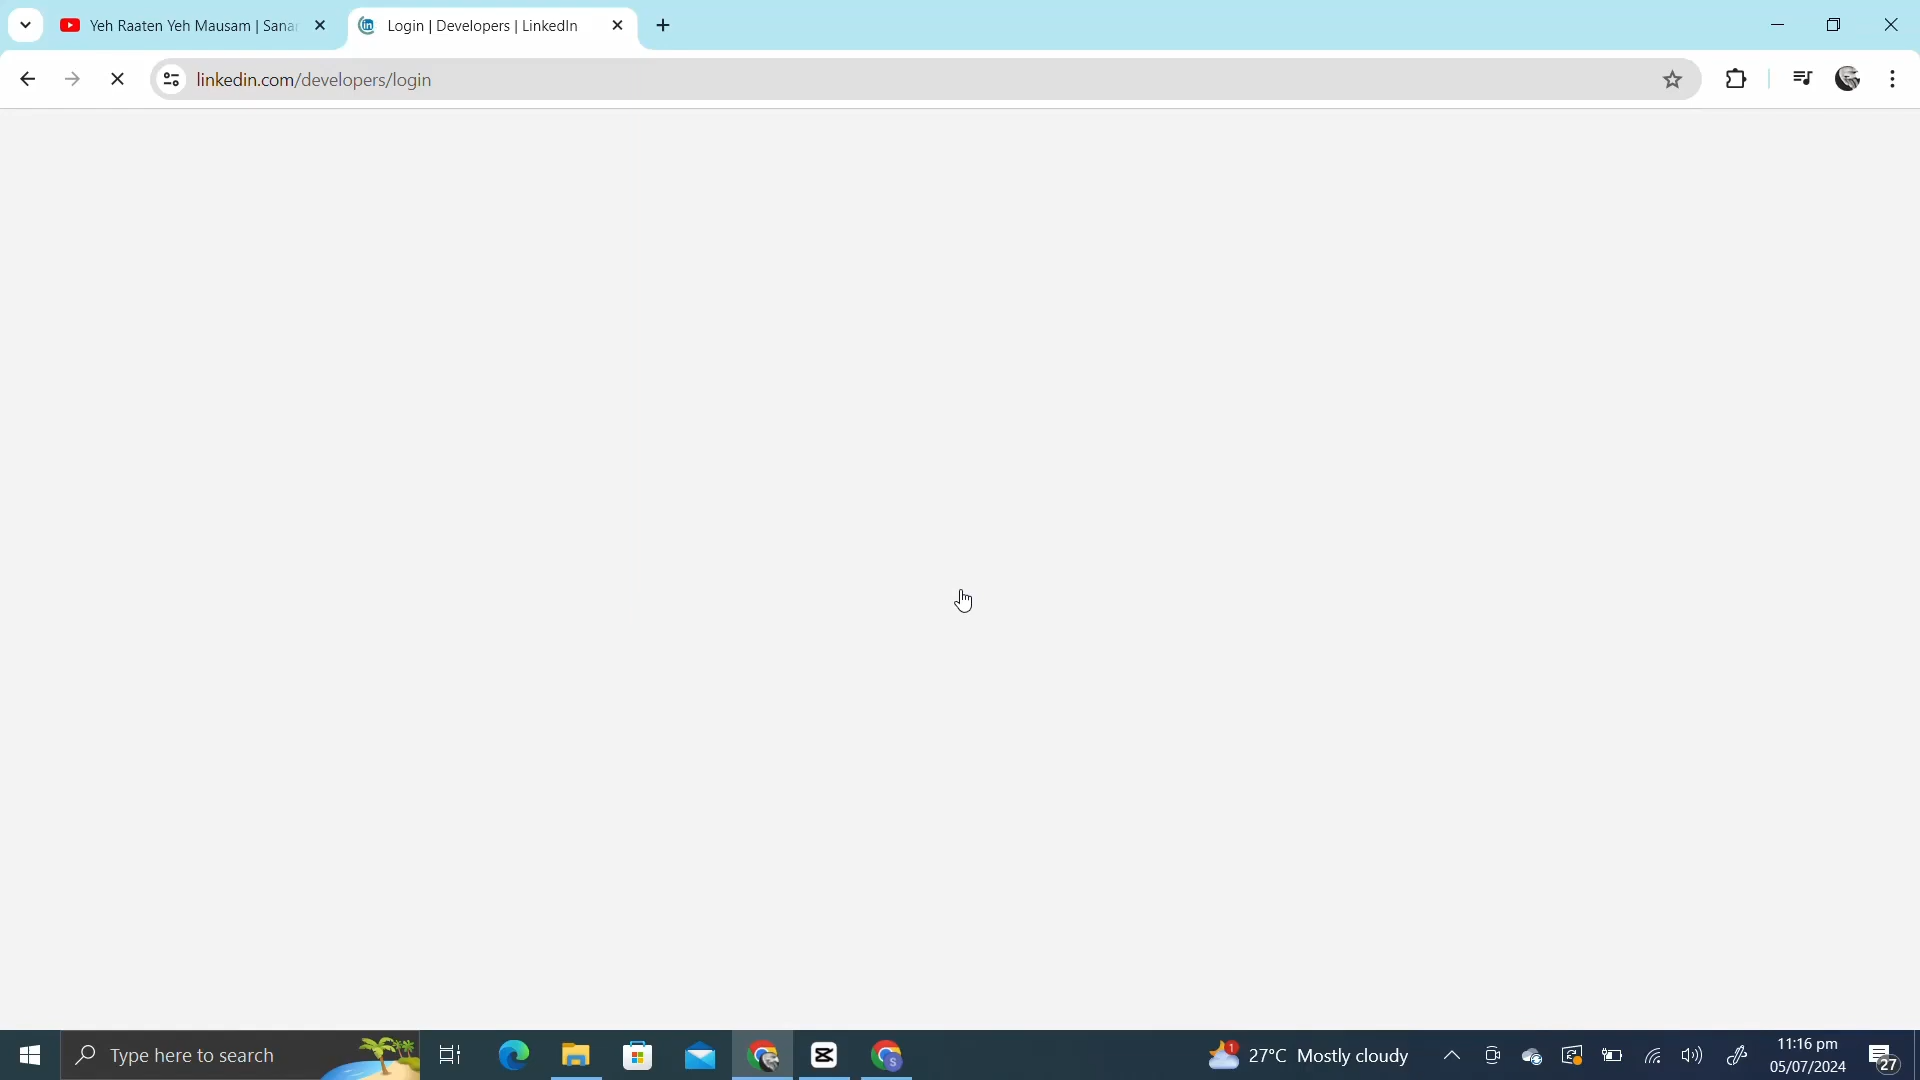 Yeh Raaten Yeh Mausam | Sana
Login | Developers | LinkedIn
linkedin.com/developers/login
Type here to search
1
27°C Mostly cloudy
11:16 pm
05/07/2024
27
S